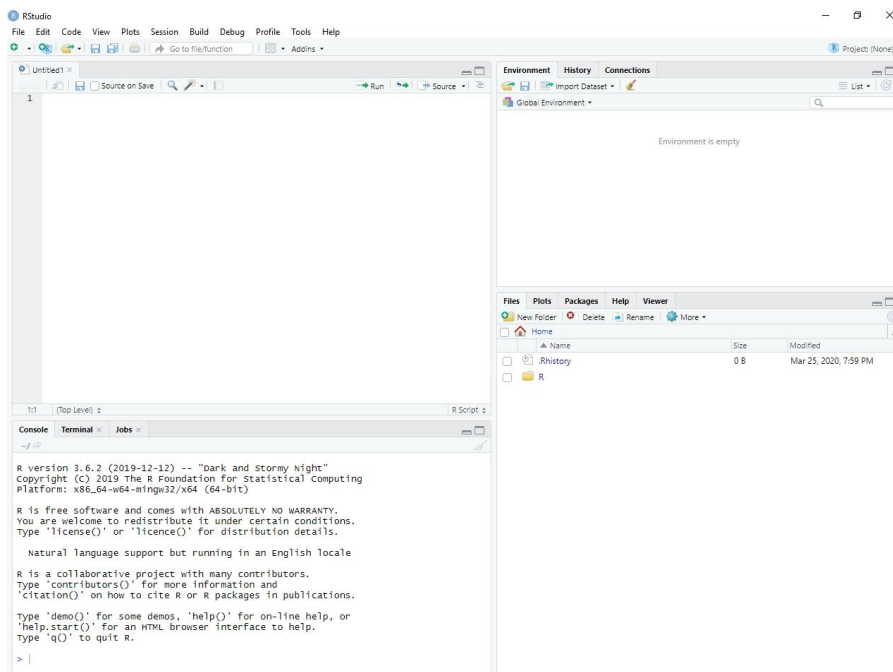 RStudio
File Edit Code View Plots Session Build Debug Profile Tools Help
Go to file/function Addins Project: (None)
Untitled1
Source on Save Run Source
1
1:1 (Top Level) R Script
Console Terminal Jobs
~/
R version 3.6.2 (2019-12-12) -- "Dark and Stormy Night"
Copyright (C) 2019 The R Foundation for Statistical Computing
Platform: x86_64-w64-mingw32/x64 (64-bit)
R is free software and comes with ABSOLUTELY NO WARRANTY.
You are welcome to redistribute it under certain conditions.
Type 'license()' or 'licence()' for distribution details.
Natural language support but running in an English locale
R is a collaborative project with many contributors.
Type 'contributors()' for more information and
'citation()' on how to cite R or R packages in publications.
Type 'demo()' for some demos, 'help()' for on-line help, or
'help.start()' for an HTML browser interface to help.
Type 'q()' to quit R.
>
Environment History Connections
Import Dataset List
Global Environment
Environment is empty
Files Plots Packages Help Viewer
New Folder Delete Rename More
Home
Name Size Modified
.Rhistory 0 B Mar 25, 2020, 7:59 PM
R